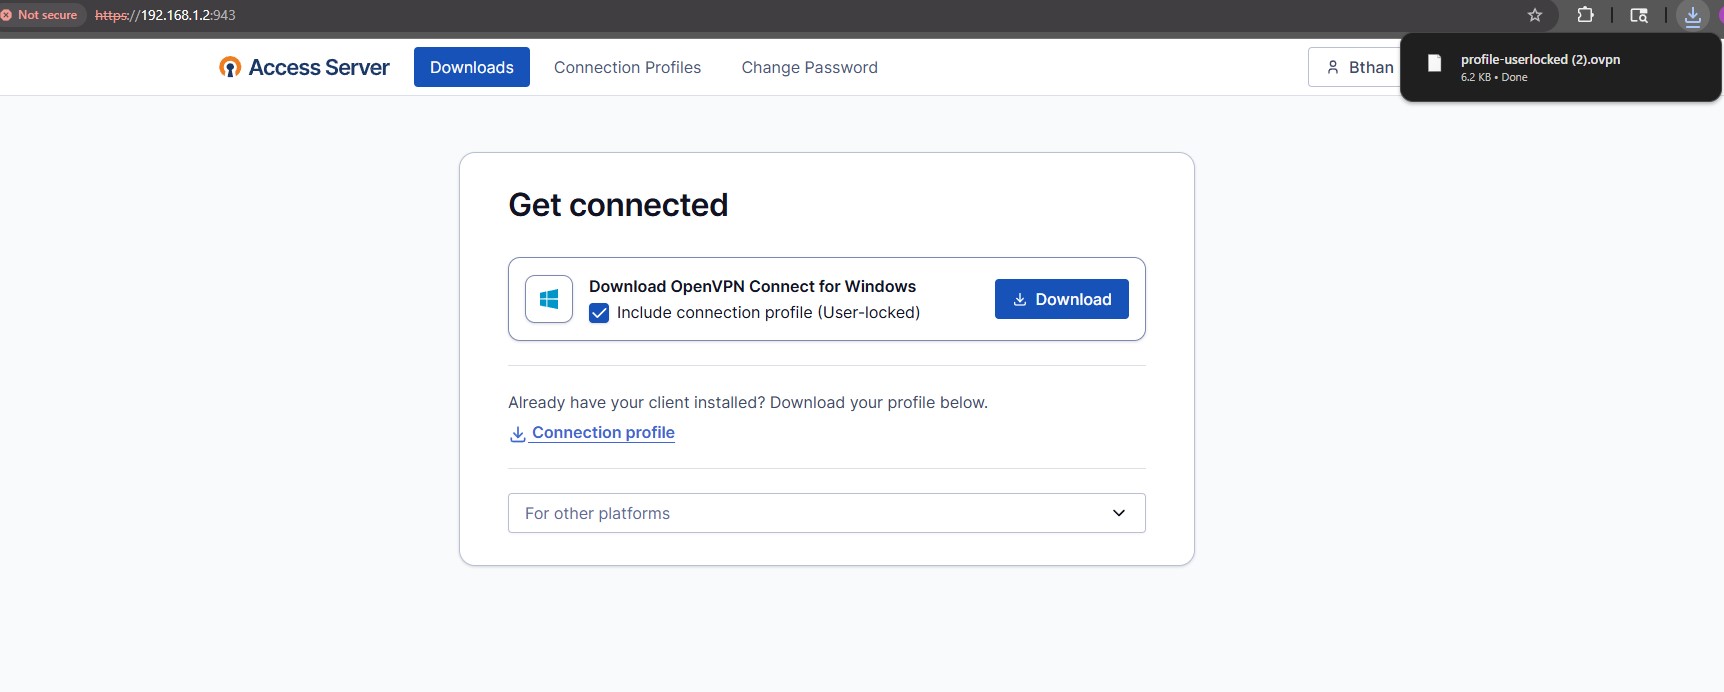 Not secure https://192.168.1.2:943
Access Server Downloads Connection Profiles Change Password Bthan
profile-userlocked (2).ovpn
6.2 KB • Done
Get connected
Download OpenVPN Connect for Windows
Include connection profile (User-locked)
Download
Already have your client installed? Download your profile below.
Connection profile
For other platforms